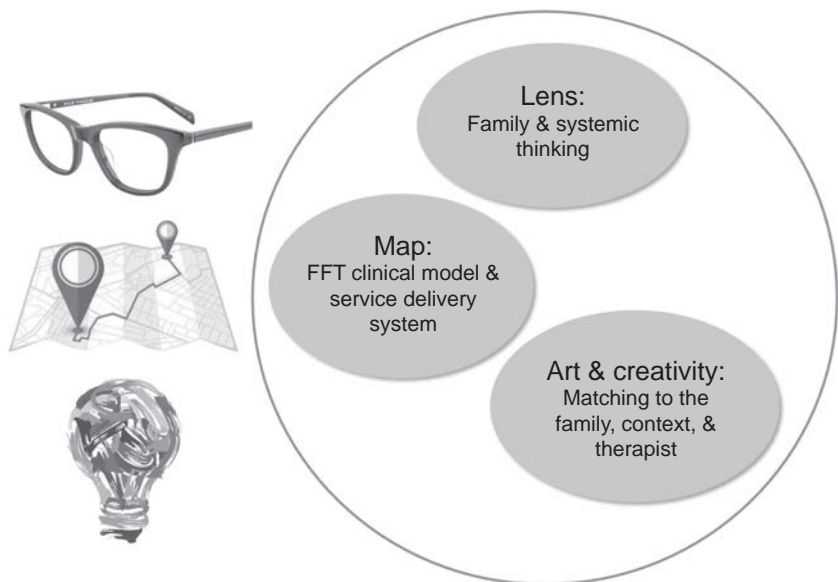 Lens:
Family & systemic
thinking
Map:
FFT clinical model &
service delivery
system
Art & creativity:
Matching to the
family, context, &
therapist